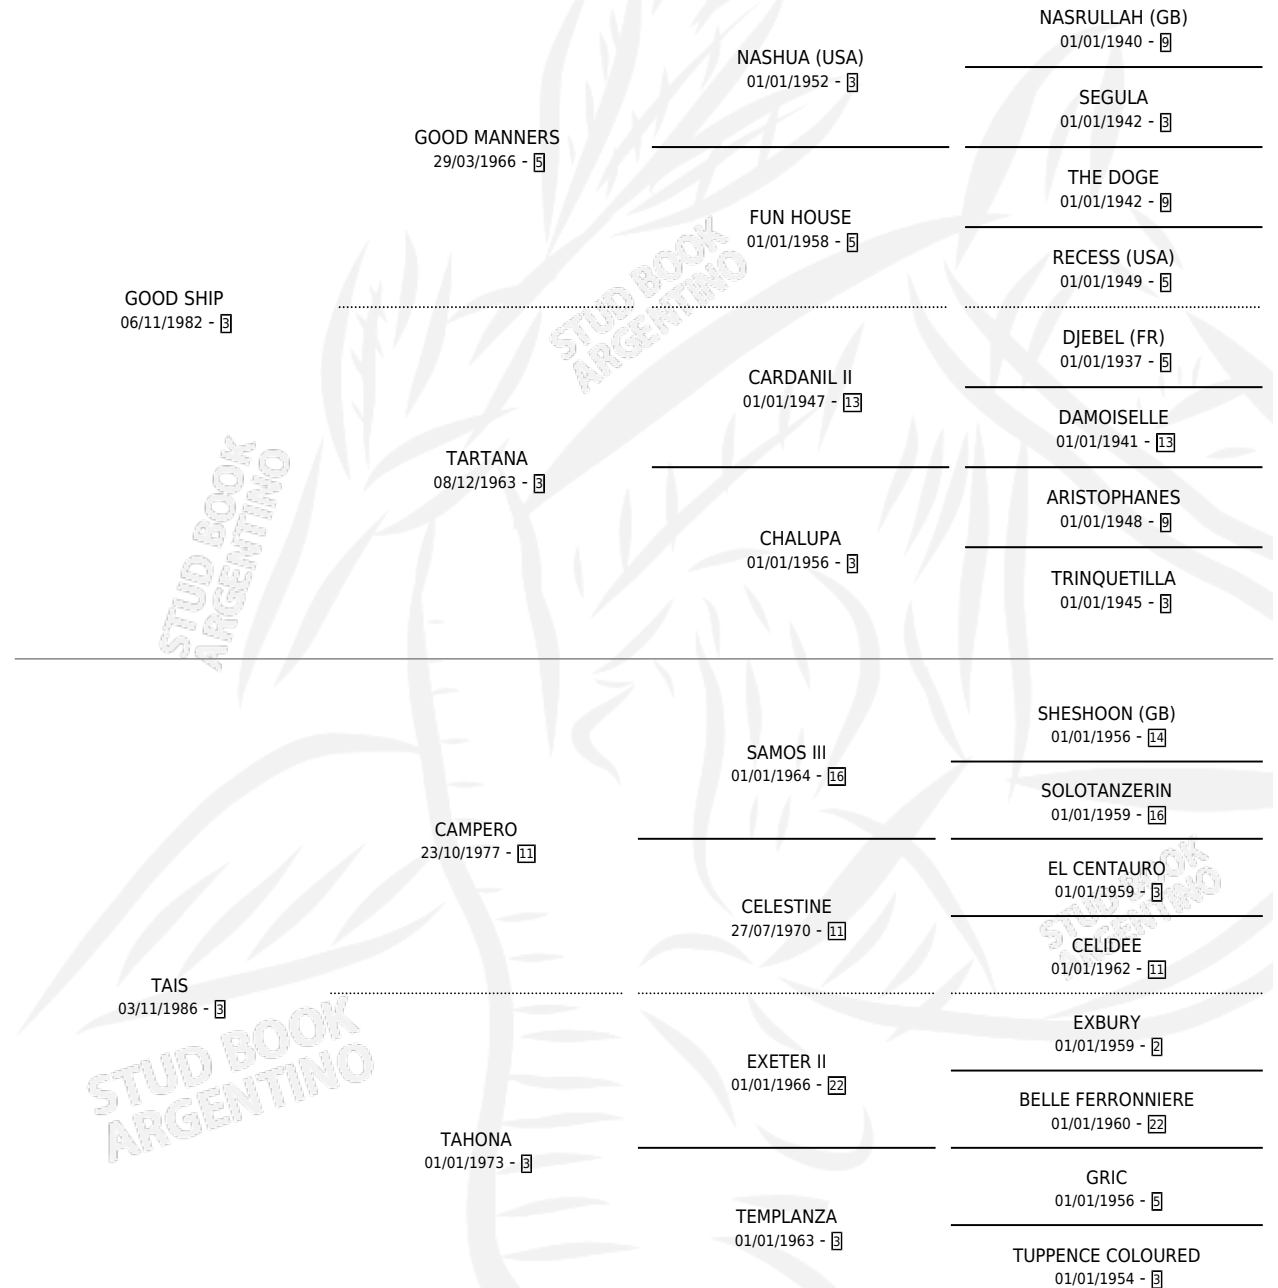 NASRULLAH (GB)
01/01/1940 - 9
NASHUA (USA)
01/01/1952 - 3
SEGULA
01/01/1942 - 3
GOOD MANNERS
29/03/1966 - 5
THE DOGE
01/01/1942 - 9
FUN HOUSE
01/01/1958 - 5
RECESS (USA)
01/01/1949 - 5
GOOD SHIP
06/11/1982 - 3
DJEBEL (FR)
01/01/1937 - 5
CARDANIL II
01/01/1947 - 13
DAMOISELLE
01/01/1941 - 13
TARTANA
08/12/1963 - 3
ARISTOPHANES
01/01/1948 - 9
CHALUPA
01/01/1956 - 3
TRINQUETILLA
01/01/1945 - 3
SHESHOON (GB)
01/01/1956 - 14
SAMOS III
01/01/1964 - 16
SOLOTANZERIN
01/01/1959 - 16
CAMPERO
23/10/1977 - 11
EL CENTAURO
01/01/1959 - 3
CELESTINE
27/07/1970 - 11
CELIDEE
01/01/1962 - 11
TAIS
03/11/1986 - 3
EXBURY
01/01/1959 - 2
EXETER II
01/01/1966 - 22
BELLE FERRONNIERE
01/01/1960 - 22
TAHONA
01/01/1973 - 3
GRIC
01/01/1956 - 5
TEMPLANZA
01/01/1963 - 3
TUPPENCE COLOURED
01/01/1954 - 3
STUD BOOK
ARGENTINO
STUD BOOK
ARGENTINO
STUD BOOK
ARGENTINO
STUD BOOK
ARGENTINO